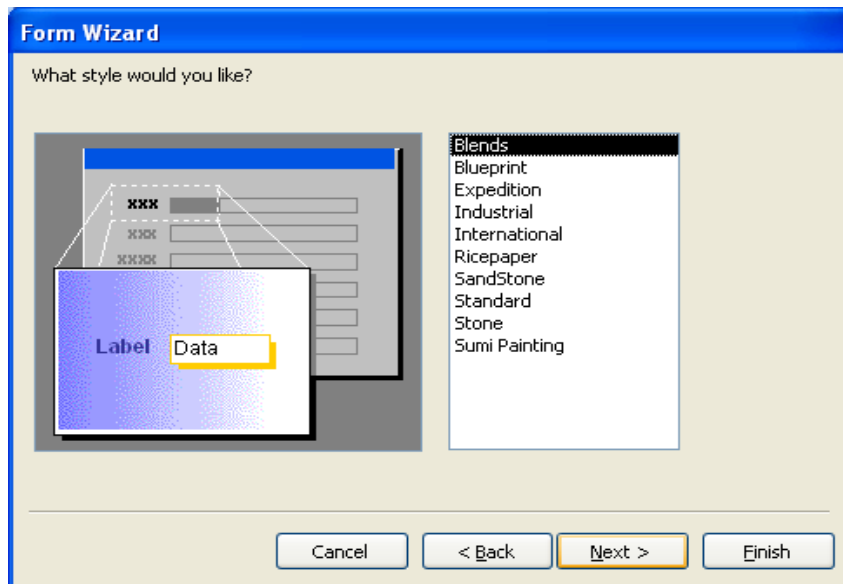 Form Wizard
What style would you like?
xxx
xxx
xxxx
Label Data
Blends
Blueprint
Expedition
Industrial
International
Ricepaper
SandStone
Standard
Stone
Sumi Painting
Cancel < Back Next > Finish